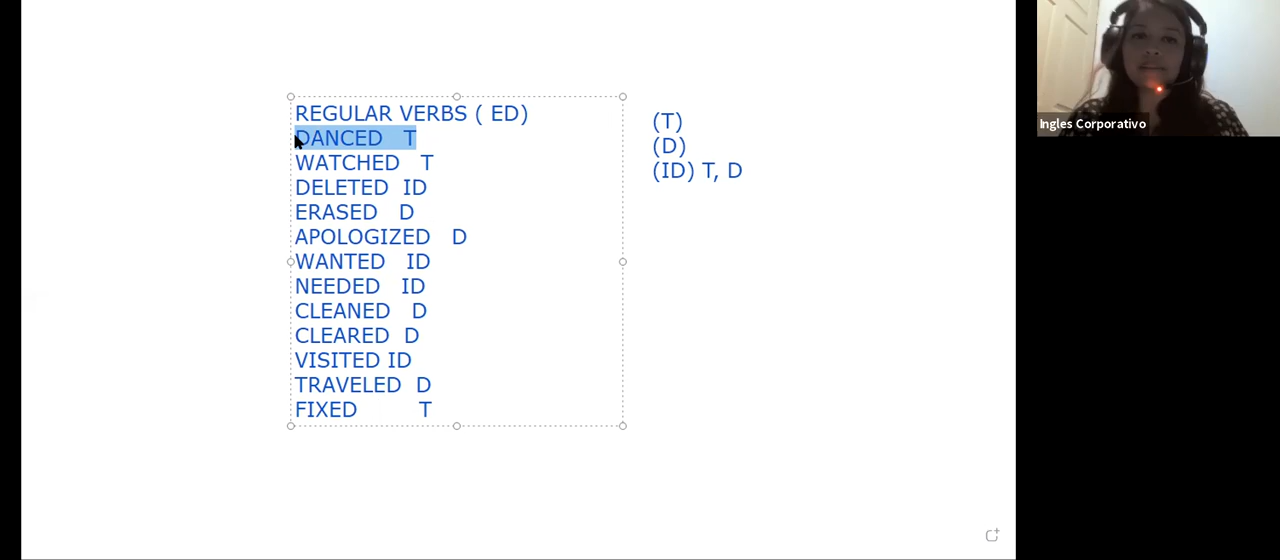 REGULAR VERBS ( ED)
DANCED T
WATCHED T
DELETED ID
ERASED D
APOLOGIZED D
WANTED ID
NEEDED ID
CLEANED D
CLEARED D
VISITED ID
TRAVELED D
FIXED T
(T)
(D)
(ID) T, D
Ingles Corporativo